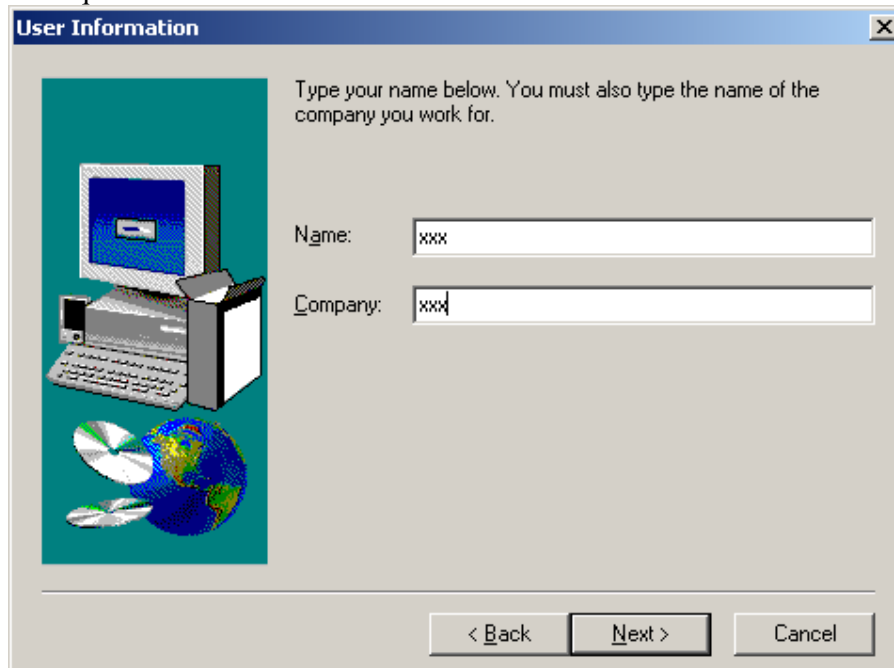 User Information
Type your name below. You must also type the name of the
company you work for.
Name: xxx
Company: xxx
< Back Next > Cancel